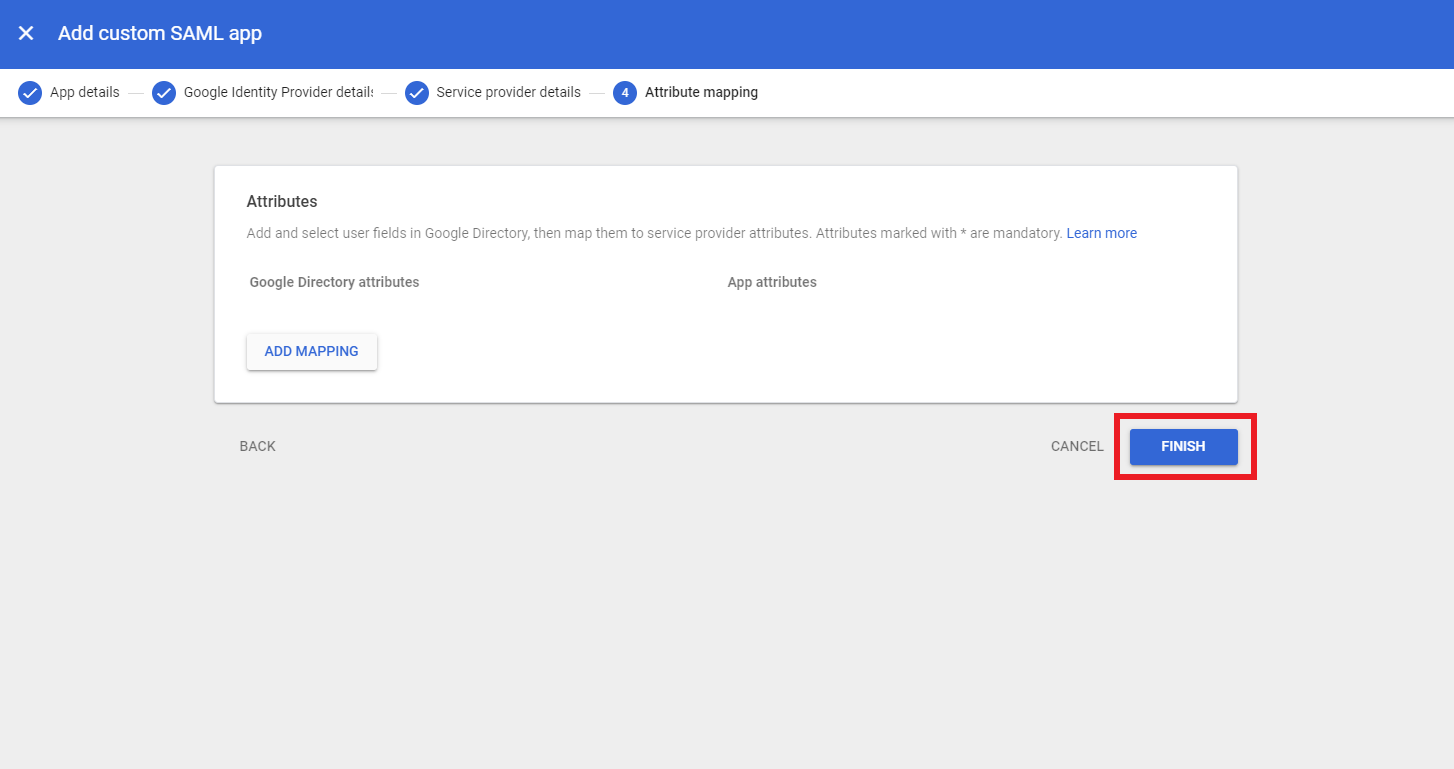 Add custom SAML app
App details
Google Identity Provider details
Service provider details
4
Attribute mapping
Attributes
Add and select user fields in Google Directory, then map them to service provider attributes. Attributes marked with * are mandatory. Learn more
Google Directory attributes
App attributes
ADD MAPPING
BACK
CANCEL
FINISH